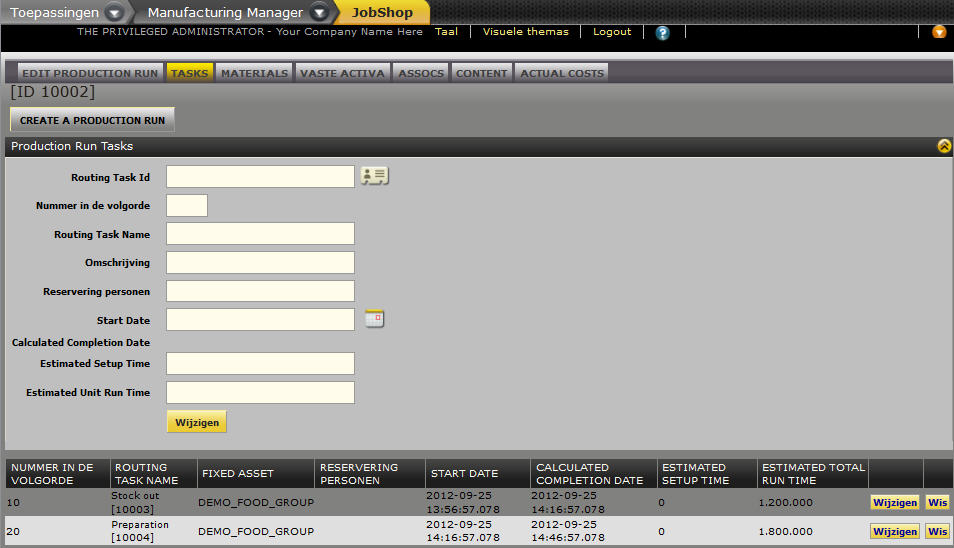 Toepassingen Manufacturing Manager JobShop
THE PRIVILEGED ADMINISTRATOR - Your Company Name Here Taal Visuele themas Logout ?
EDIT PRODUCTION RUN TASKS MATERIALS VASTE ACTIVA ASSOCS CONTENT ACTUAL COSTS
[ID 10002]
CREATE A PRODUCTION RUN
Production Run Tasks
Routing Task Id
Nummer in de volgorde
Routing Task Name
Omschrijving
Reservering personen
Start Date
Calculated Completion Date
Estimated Setup Time
Estimated Unit Run Time
Wijzigen
NUMMER IN DE VOLGORDE ROUTING TASK NAME FIXED ASSET RESERVERING PERSONEN START DATE CALCULATED COMPLETION DATE ESTIMATED SETUP TIME ESTIMATED TOTAL RUN TIME
10 Stock out [10003] DEMO_FOOD_GROUP 2012-09-25 13:56:57.078 2012-09-25 14:16:57.078 0 1.200.000 Wijzigen Wis
20 Preparation [10004] DEMO_FOOD_GROUP 2012-09-25 14:16:57.078 2012-09-25 14:46:57.078 0 1.800.000 Wijzigen Wis